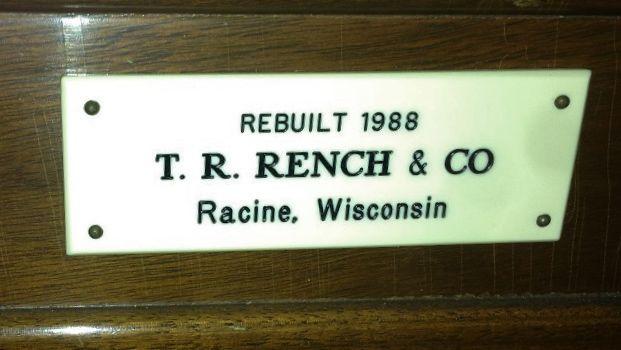 REBUILT 1988
T. R. RENCH & CO
Racine, Wisconsin